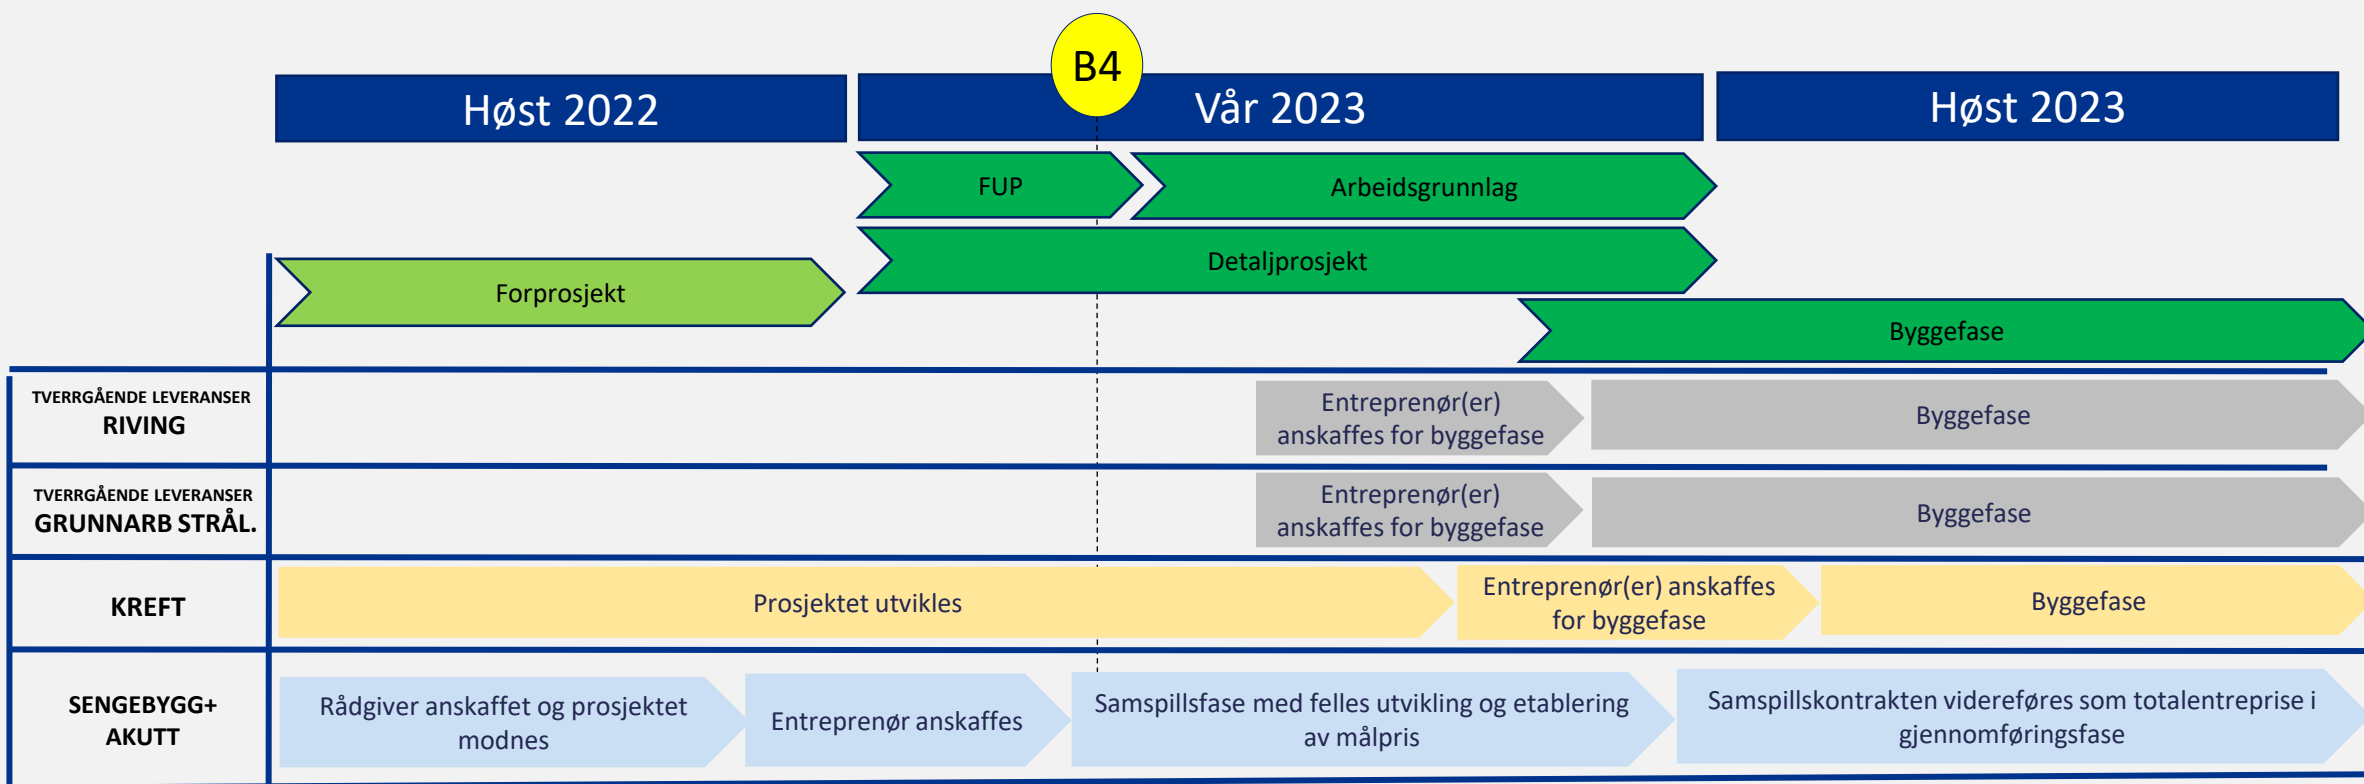 B4
Høst 2022
Vår 2023
Høst 2023
FUP
Arbeidsgrunnlag
Detaljprosjekt
Forprosjekt
Byggefase
TVERRGÅENDE LEVERANSER
RIVING
Entreprenør(er)
anskaffes for byggefase
Byggefase
TVERRGÅENDE LEVERANSER
GRUNNARB STRÅL.
Entreprenør(er)
anskaffes for byggefase
Byggefase
KREFT
Prosjektet utvikles
Entreprenør(er) anskaffes
for byggefase
Byggefase
SENGEBYGG+
AKUTT
Rådgiver anskaffet og prosjektet
modnes
Entreprenør anskaffes
Samspillsfase med felles utvikling og etablering
av målpris
Samspillskontrakten videreføres som totalentreprise i
gjennomføringsfase